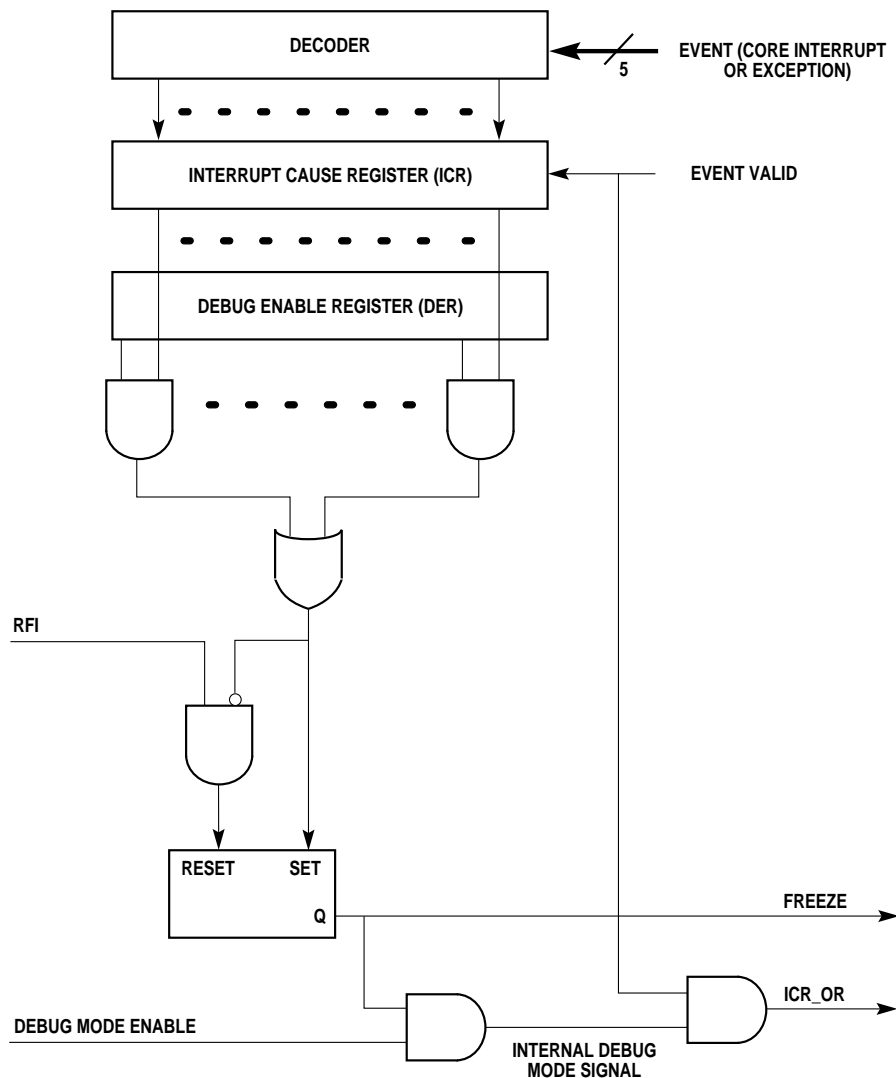 DECODER
EVENT (CORE INTERRUPT
OR EXCEPTION)
5
INTERRUPT CAUSE REGISTER (ICR)
EVENT VALID
DEBUG ENABLE REGISTER (DER)
RFI
RESET
SET
Q
FREEZE
ICR_OR
DEBUG MODE ENABLE
INTERNAL DEBUG
MODE SIGNAL